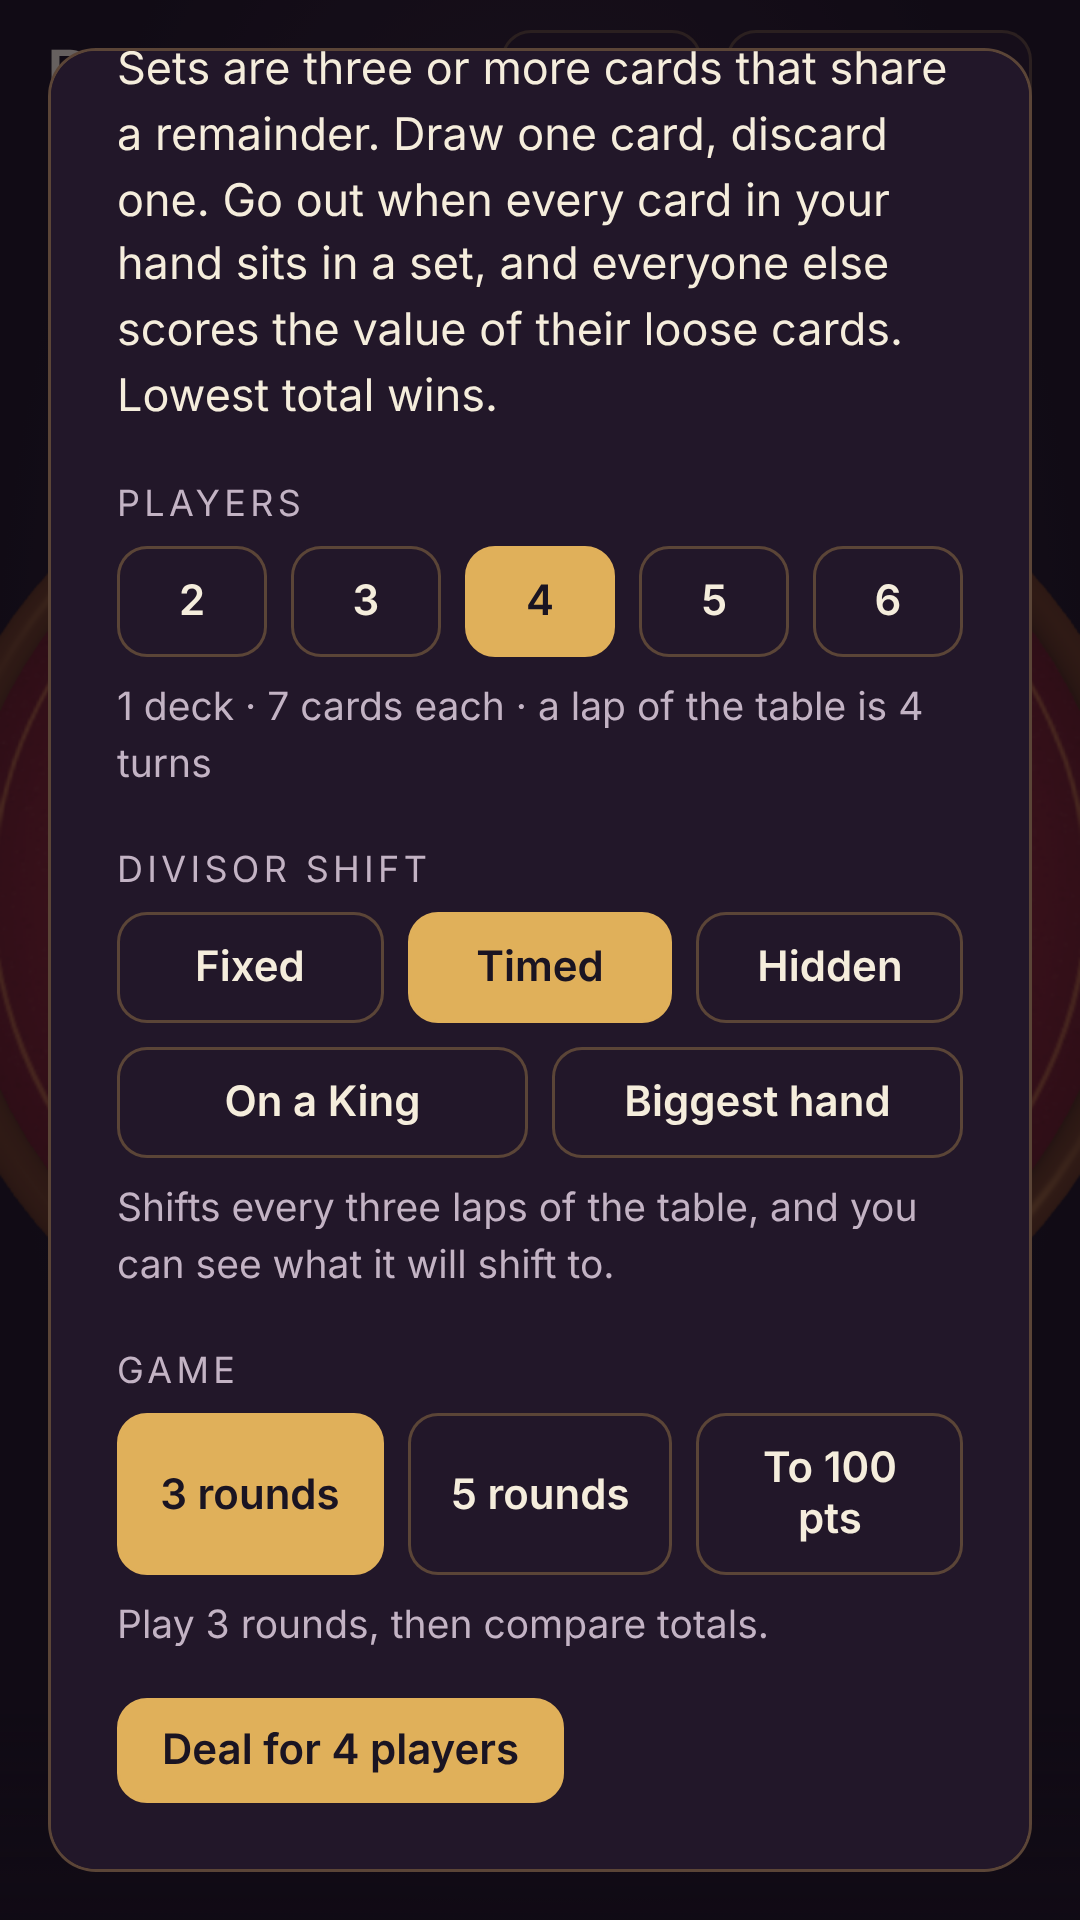 Sets are three or more cards that share
a remainder. Draw one card, discard
one. Go out when every card in your
hand sits in a set, and everyone else
scores the value of their loose cards.
Lowest total wins.
PLAYERS
2 3 4 5 6
1 deck · 7 cards each · a lap of the table is 4
turns
DIVISOR SHIFT
Fixed Timed Hidden
On a King Biggest hand
Shifts every three laps of the table, and you
can see what it will shift to.
GAME
3 rounds 5 rounds To 100
pts
Play 3 rounds, then compare totals.
Deal for 4 players